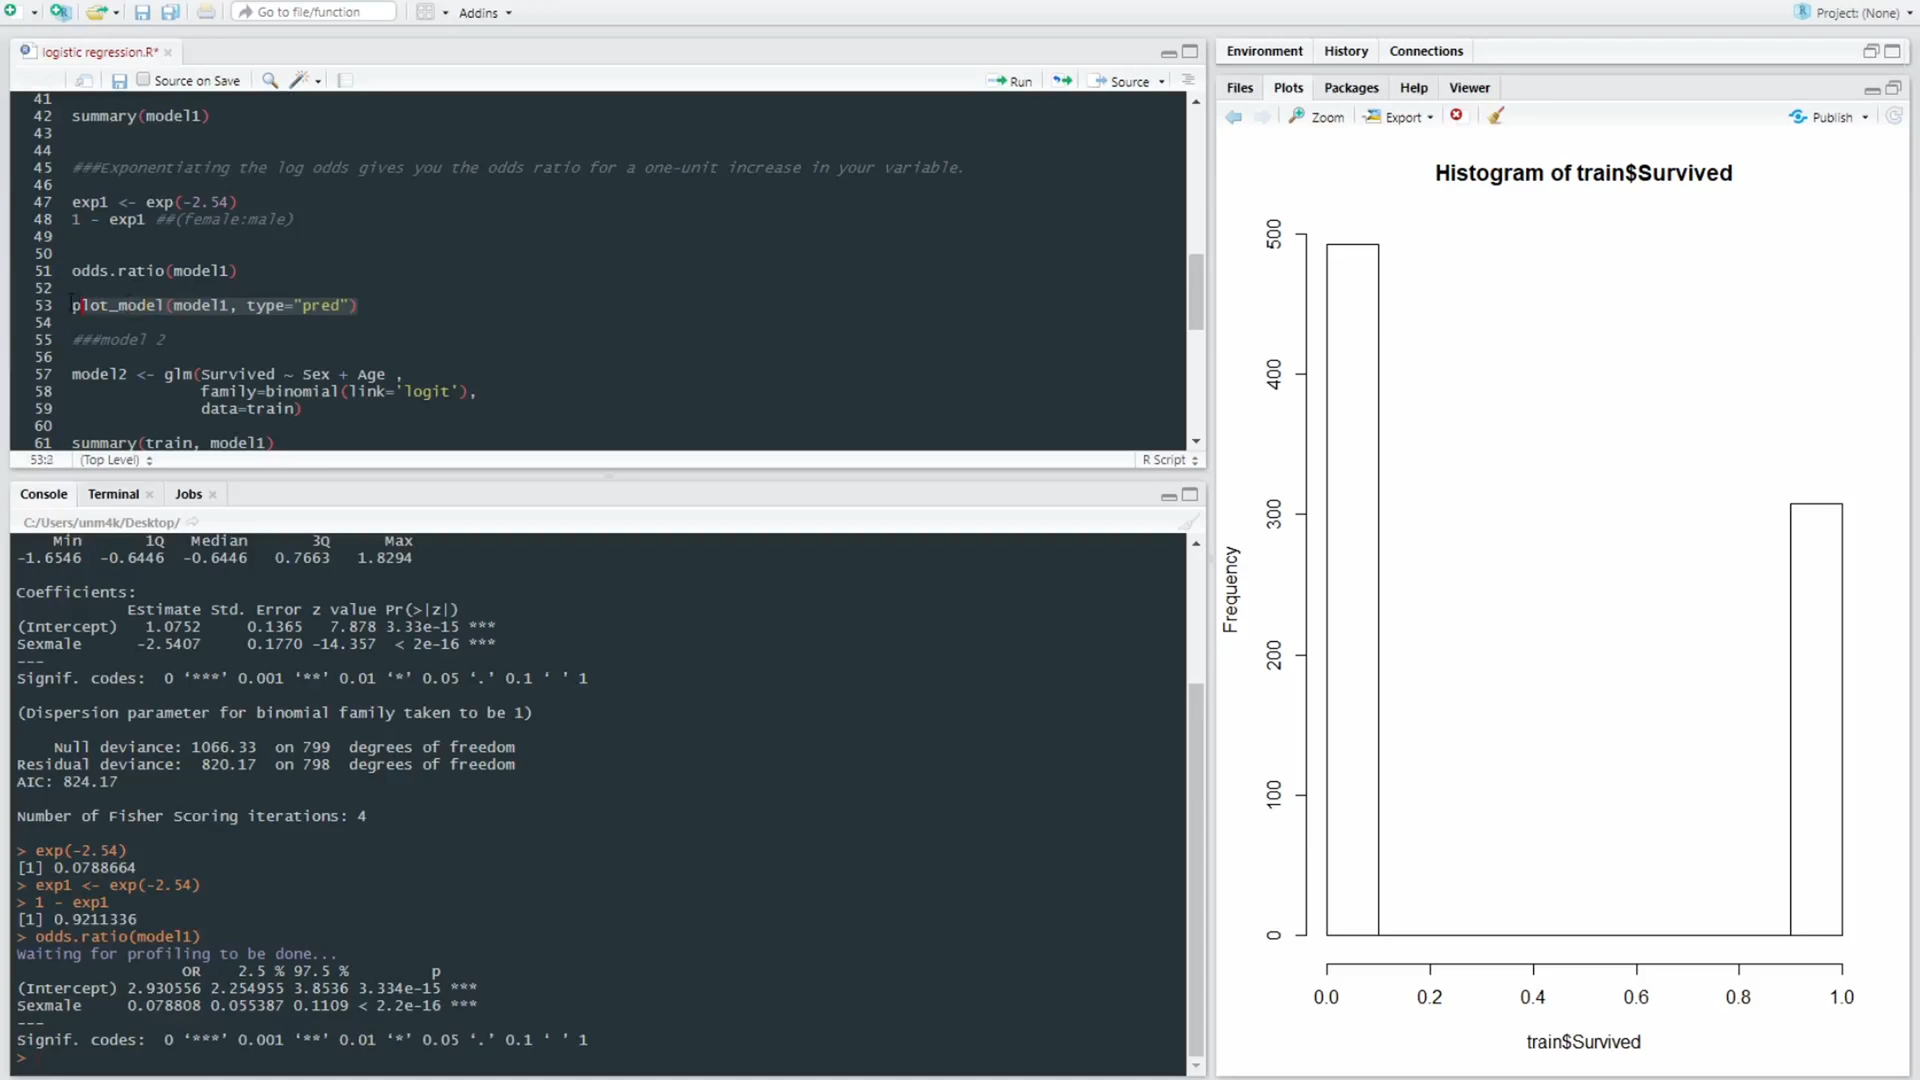 Go to file/function
Addins
Project: (None)
logistic regression.R*
Source on Save
Run
Source
41
42 summary(model1)
43
44
45 ###Exponentiating the log odds gives you the odds ratio for a one-unit increase in your variable.
46
47 exp1 <- exp(-2.54)
48 1 - exp1 ##(female:male)
49
50
51 odds.ratio(model1)
52
53 plot_model(model1, type="pred")
54
55 ###model 2
56
57 model2 <- glm(Survived ~ Sex + Age ,
58 family=binomial(link='logit'),
59 data=train)
60
61 summary(train, model1)
53:2 (Top Level) R Script
Console Terminal Jobs
C:/Users/unm4k/Desktop/
Min 1Q Median 3Q Max
-1.6546 -0.6446 -0.6446 0.7663 1.8294
Coefficients:
Estimate Std. Error z value Pr(>|z|)
(Intercept) 1.0752 0.1365 7.878 3.33e-15 ***
Sexmale -2.5407 0.1770 -14.357 < 2e-16 ***
---
Signif. codes: 0 ‘***’ 0.001 ‘**’ 0.01 ‘*’ 0.05 ‘.’ 0.1 ‘ ’ 1
(Dispersion parameter for binomial family taken to be 1)
Null deviance: 1066.33 on 799 degrees of freedom
Residual deviance: 820.17 on 798 degrees of freedom
AIC: 824.17
Number of Fisher Scoring iterations: 4
> exp(-2.54)
[1] 0.0788664
> exp1 <- exp(-2.54)
> 1 - exp1
[1] 0.9211336
> odds.ratio(model1)
Waiting for profiling to be done...
OR 2.5 % 97.5 % p
(Intercept) 2.930556 2.254955 3.8536 3.334e-15 ***
Sexmale 0.078808 0.055387 0.1109 < 2.2e-16 ***
---
Signif. codes: 0 ‘***’ 0.001 ‘**’ 0.01 ‘*’ 0.05 ‘.’ 0.1 ‘ ’ 1
>
Environment History Connections
Files Plots Packages Help Viewer
Zoom Export Publish
Histogram of train$Survived
500
400
300
200
100
0
Frequency
0.0 0.2 0.4 0.6 0.8 1.0
train$Survived